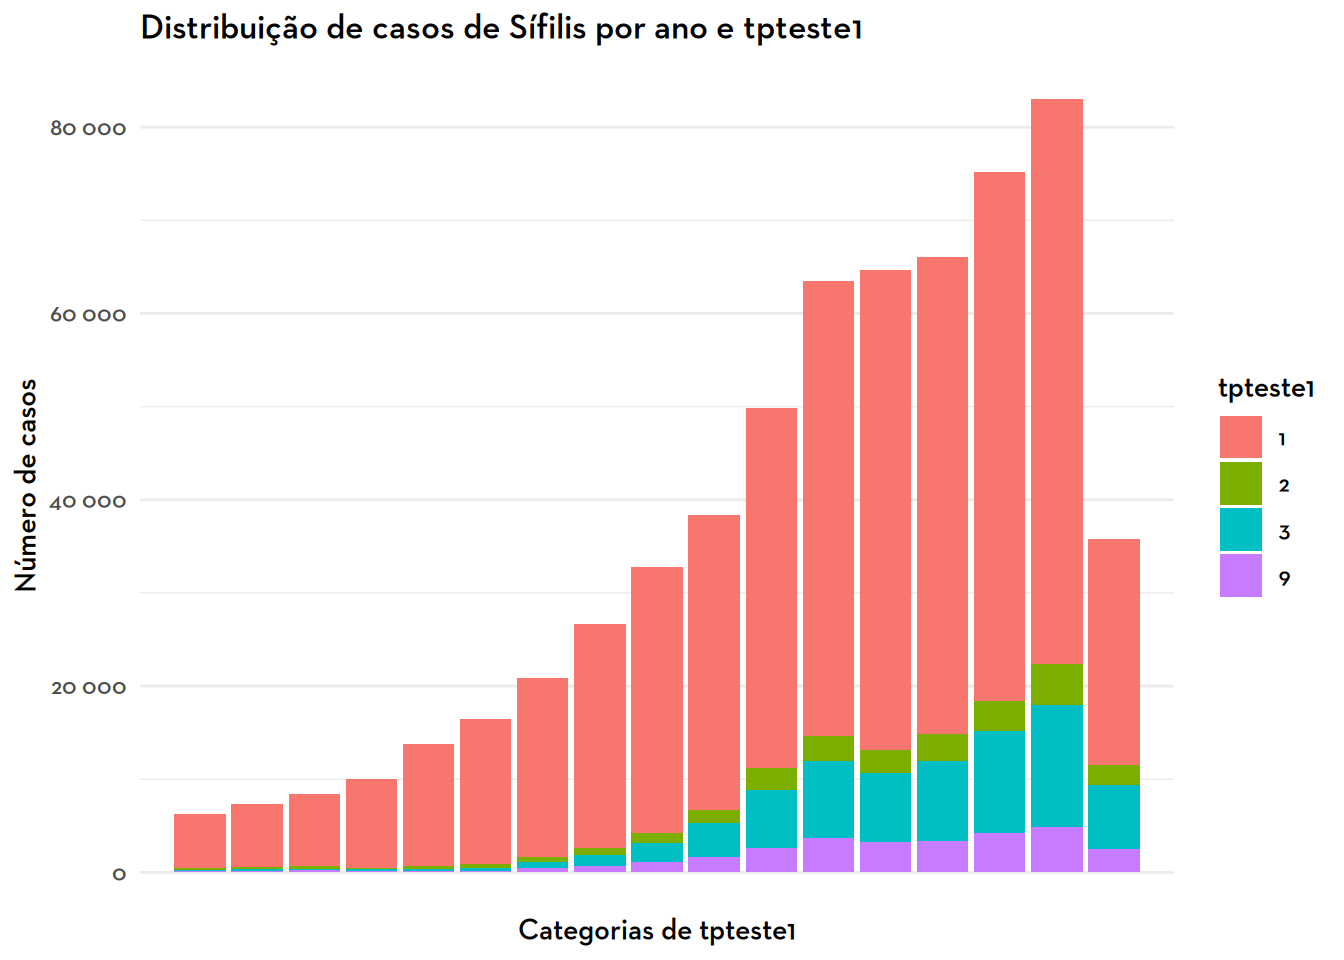 Distribuição de casos de Sífilis por ano e tpteste1
80 000
60 000
40 000
20 000
0
Número de casos
Categorias de tpteste1
tpteste1
1
2
3
9